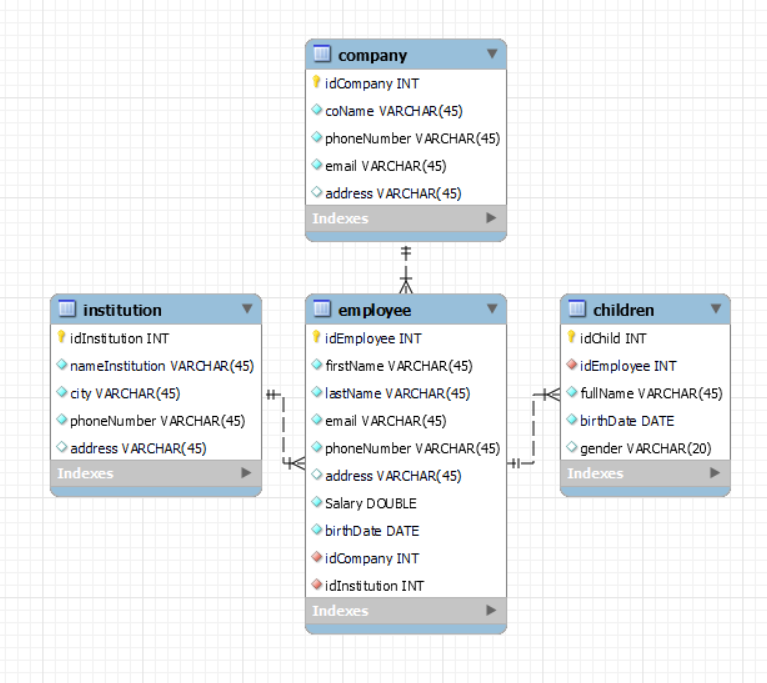 company
idCompany INT
coName VARCHAR(45)
phoneNumber VARCHAR(45)
email VARCHAR(45)
address VARCHAR(45)
Indexes
institution
idInstitution INT
nameInstitution VARCHAR(45)
city VARCHAR(45)
phoneNumber VARCHAR(45)
address VARCHAR(45)
Indexes
employee
idEmployee INT
firstName VARCHAR(45)
lastName VARCHAR(45)
email VARCHAR(45)
phoneNumber VARCHAR(45)
address VARCHAR(45)
Salary DOUBLE
birthDate DATE
idCompany INT
idInstitution INT
Indexes
children
idChild INT
idEmployee INT
fullName VARCHAR(45)
birthDate DATE
gender VARCHAR(20)
Indexes